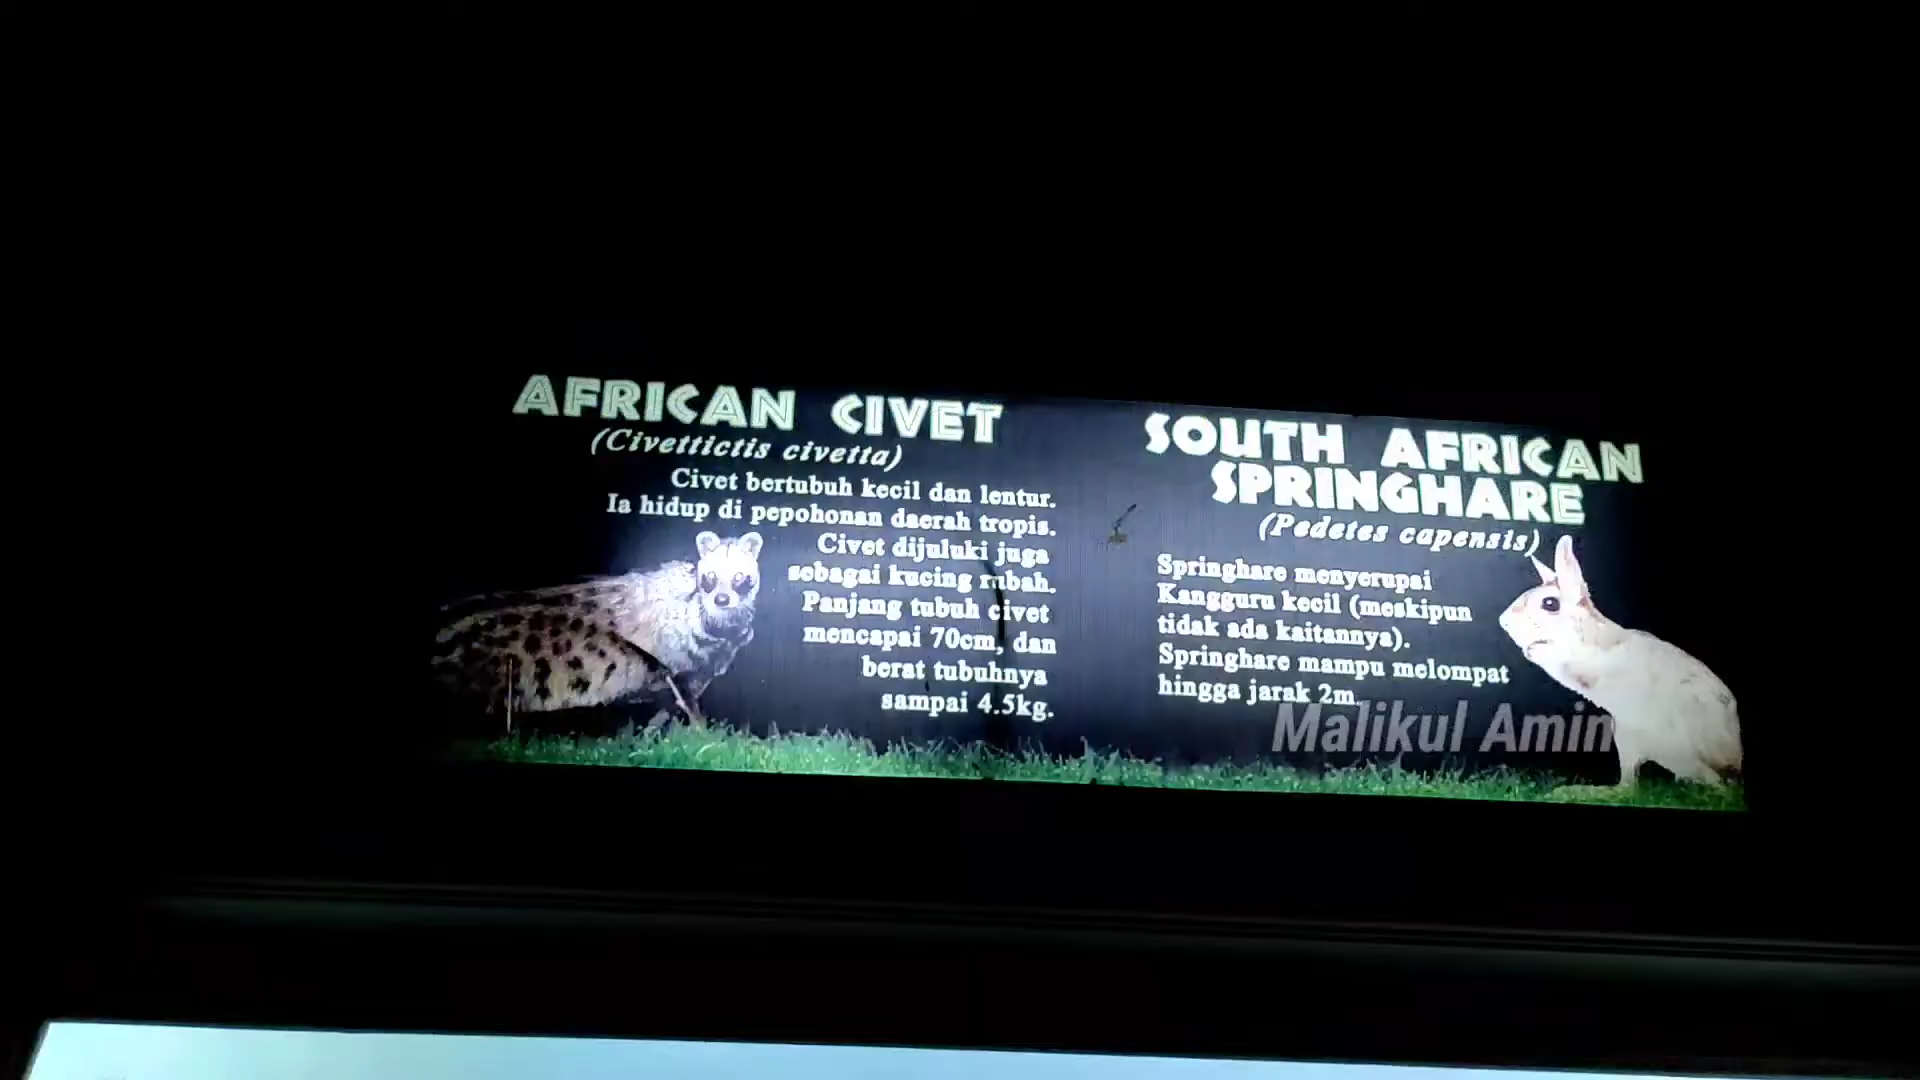 AFRICAN CIVET
(Civettictis civetta)
Civet bertubuh kecil dan lentur.
Ia hidup di pepohonan daerah tropis.
Civet dijuluki juga
sebagai kucing rubah.
Panjang tubuh civet
mencapai 70cm, dan
berat tubuhnya
sampai 4.5kg.
SOUTH AFRICAN
SPRINGHARE
(Pedetes capensis)
Springhare menyerupai
Kangguru kecil (meskipun
tidak ada kaitannya).
Springhare mampu melompat
hingga jarak 2m.
Malikul Amin